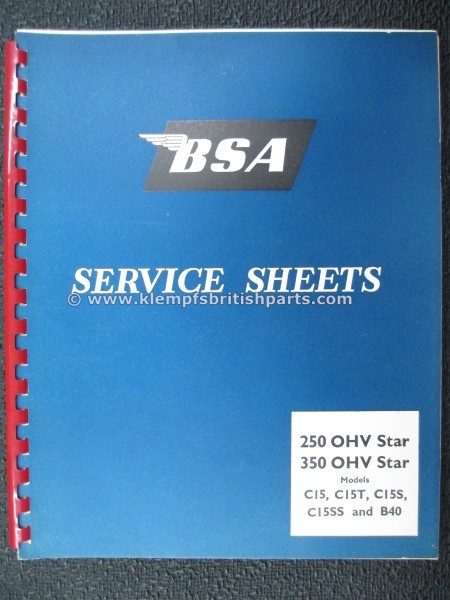 BSA
SERVICE SHEETS
© www.klempfsbritishparts.com
250 OHV Star
350 OHV Star
Models
C15, C15T, C15S,
C15SS and B40